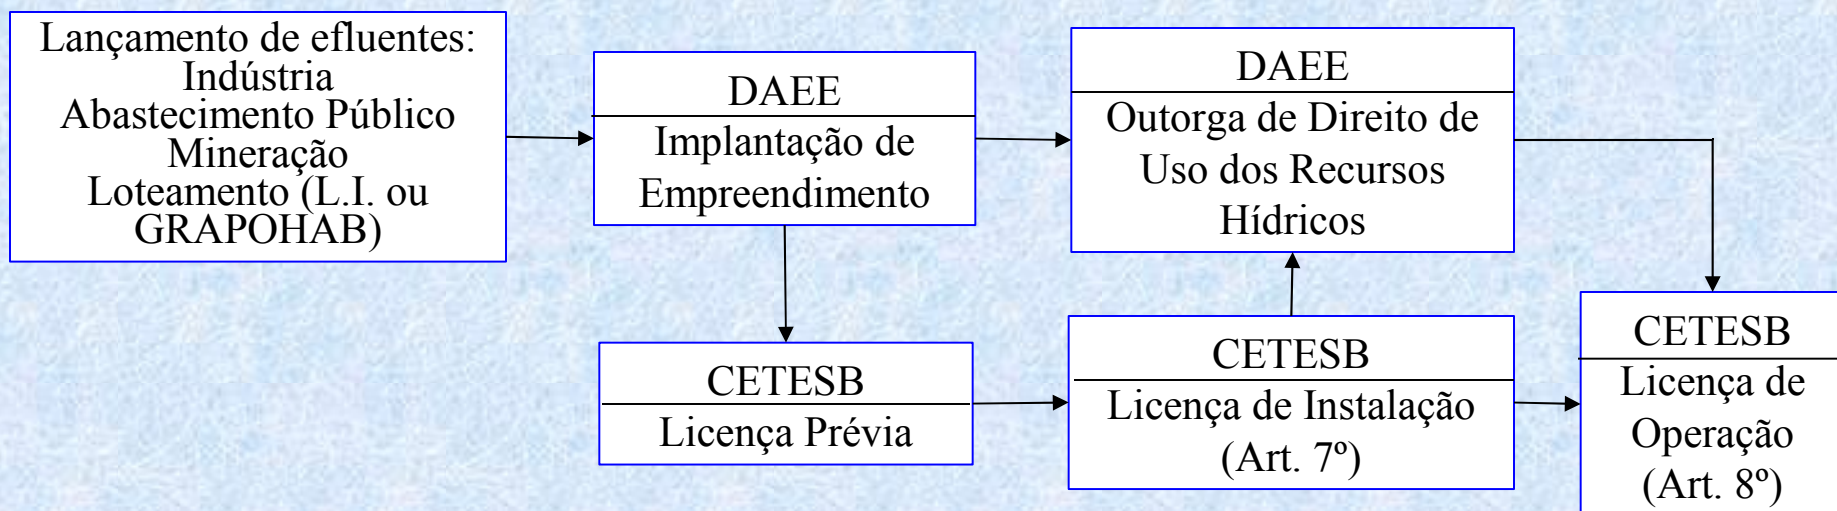 Lançamento de efluentes:
Indústria
Abastecimento Público
Mineração
Loteamento (L.I. ou
GRAPOHAB)
DAEE
Implantação de
Empreendimento
DAEE
Outorga de Direito de
Uso dos Recursos
Hídricos
CETESB
Licença Prévia
CETESB
Licença de Instalação
(Art. 7º)
CETESB
Licença de
Operação
(Art. 8º)